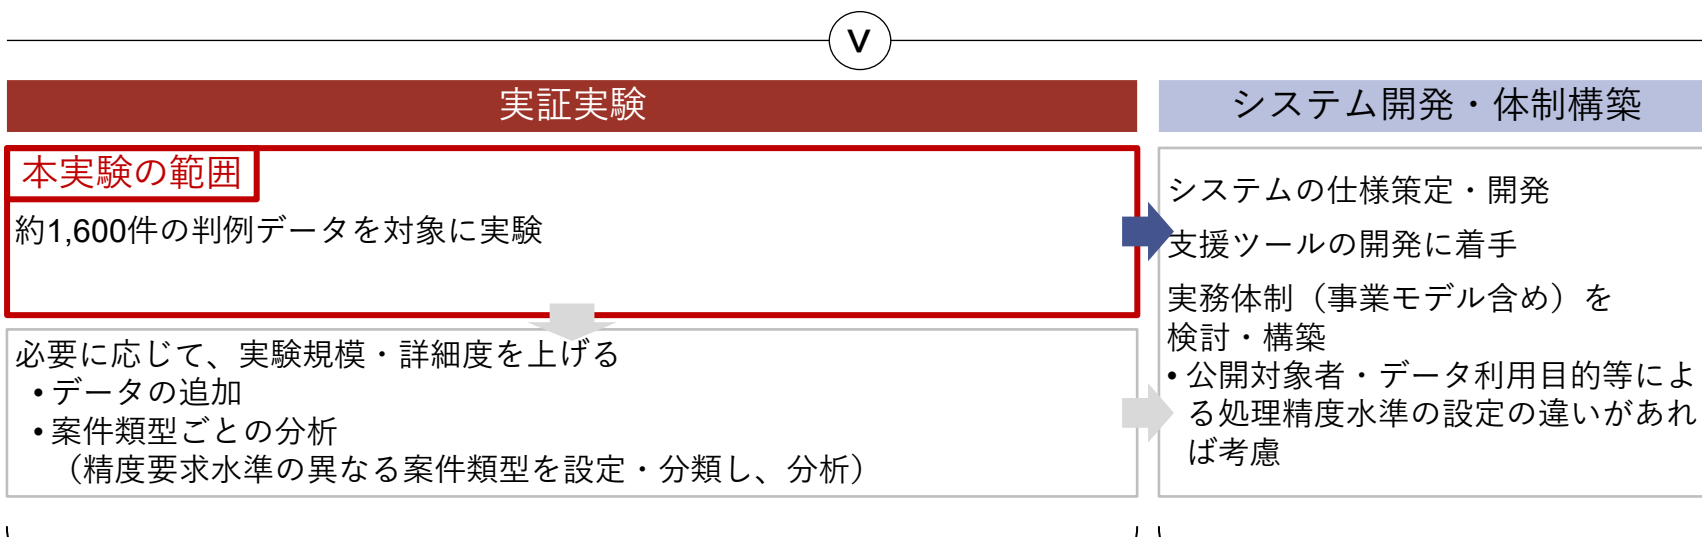 V
実証実験
システム開発・体制構築
本実験の範囲
約1,600件の判例データを対象に実験
必要に応じて、実験規模・詳細度を上げる
• データの追加
• 案件類型ごとの分析
（精度要求水準の異なる案件類型を設定・分類し、分析）
システムの仕様策定・開発
支援ツールの開発に着手
実務体制（事業モデル含め）を
検討・構築
• 公開対象者・データ利用目的等によ
る処理精度水準の設定の違いがあれ
ば考慮